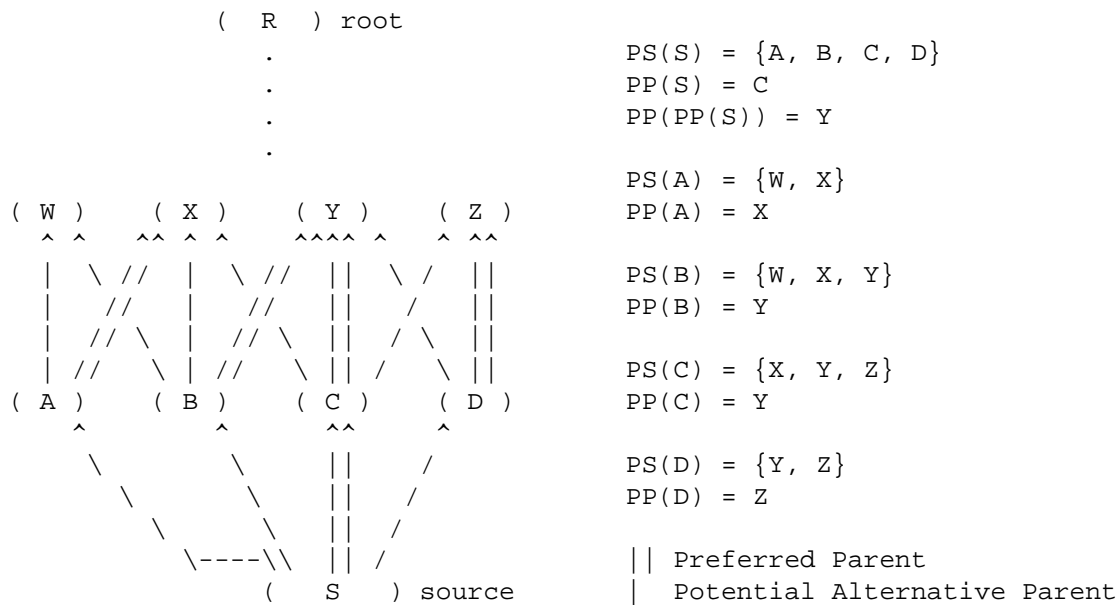 ( R ) root
.
.
.
.
( W ) ( X ) ( Y ) ( Z )
^ ^ ^^ ^ ^ ^^^^ ^ ^ ^^
| \ // | \ // || \ / ||
| // | // || / ||
| // \ | // \ || / \ ||
| // \ | // \ || / \ ||
( A ) ( B ) ( C ) ( D )
^ ^ ^^ ^
\ \ || /
\ \ || /
\ \ || /
\----\\ || /
( S ) source
PS(S) = {A, B, C, D}
PP(S) = C
PP(PP(S)) = Y
PS(A) = {W, X}
PP(A) = X
PS(B) = {W, X, Y}
PP(B) = Y
PS(C) = {X, Y, Z}
PP(C) = Y
PS(D) = {Y, Z}
PP(D) = Z
|| Preferred Parent
| Potential Alternative Parent